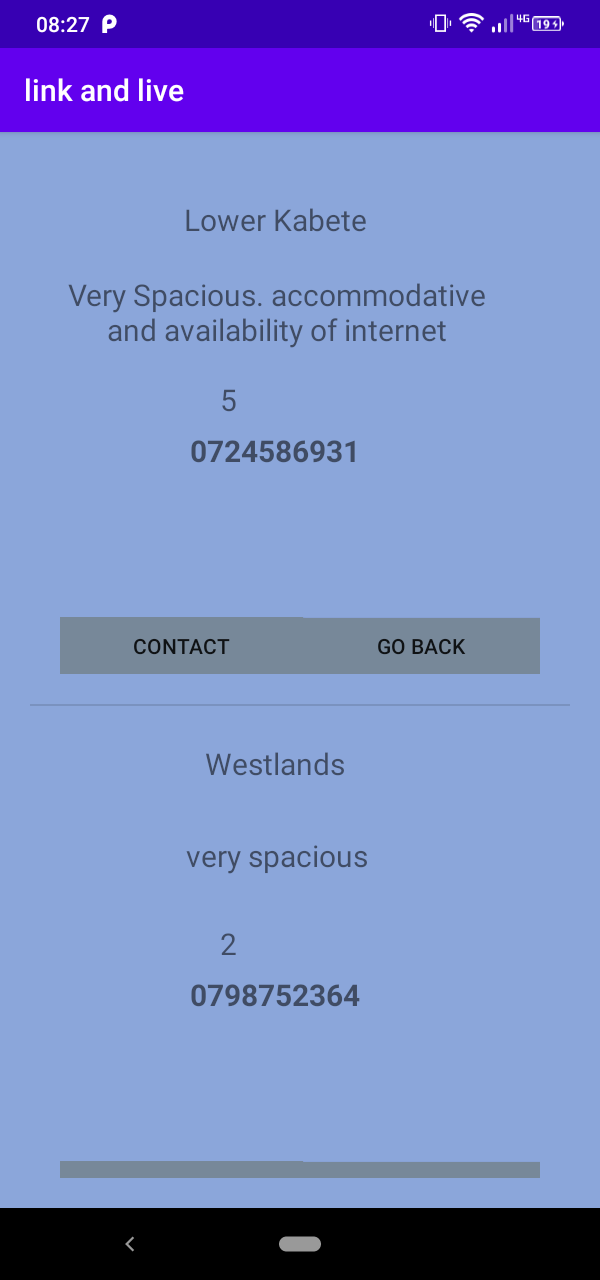 08:27
4G 19
link and live
Lower Kabete
Very Spacious. accommodative
and availability of internet
5
0724586931
CONTACT GO BACK
Westlands
very spacious
2
0798752364